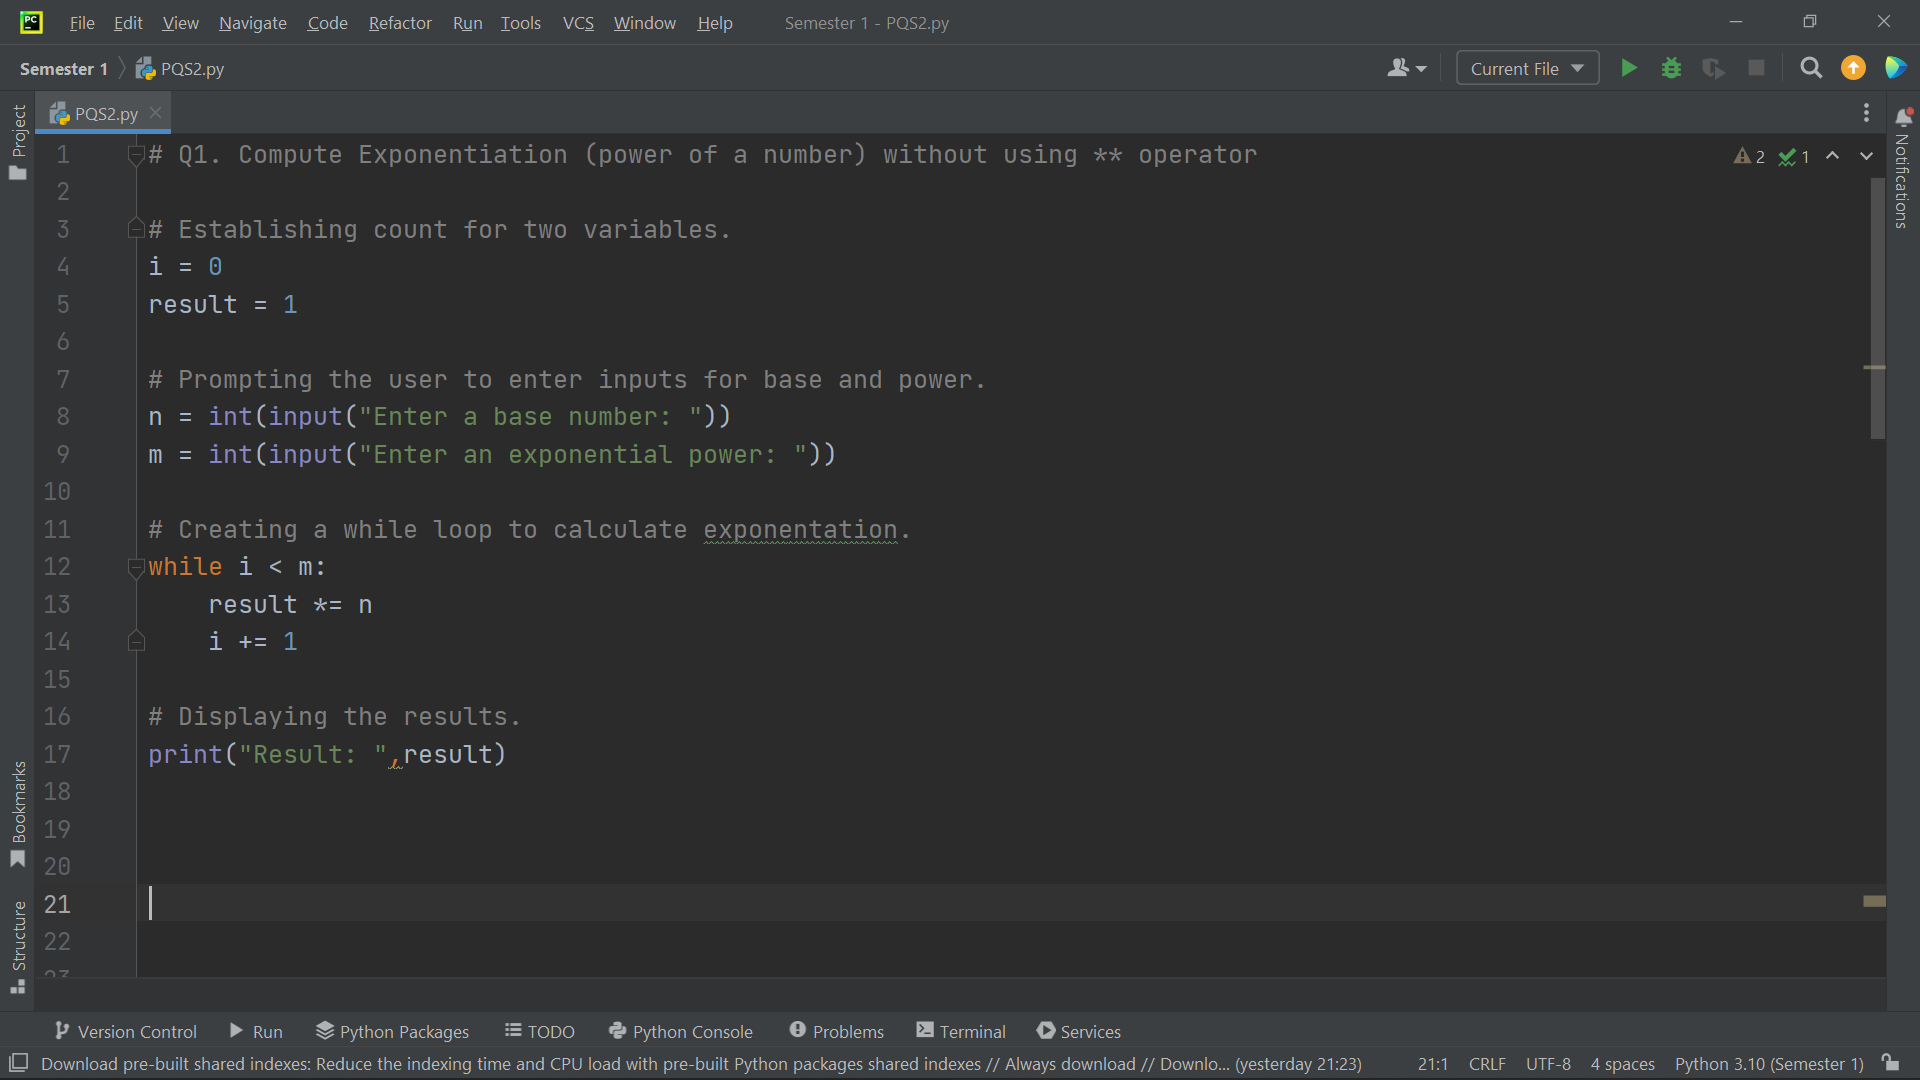 PC File Edit View Navigate Code Refactor Run Tools VCS Window Help Semester 1 - PQS2.py
Semester 1 PQS2.py Current File
Project
PQS2.py
Notifications
2 1
1 # Q1. Compute Exponentiation (power of a number) without using ** operator
2
3 # Establishing count for two variables.
4 i = 0
5 result = 1
6
7 # Prompting the user to enter inputs for base and power.
8 n = int(input("Enter a base number: "))
9 m = int(input("Enter an exponential power: "))
10
11 # Creating a while loop to calculate exponentation.
12 while i < m:
13     result *= n
14     i += 1
15
16 # Displaying the results.
17 print("Result: ",result)
18
19
20
21
22
23
Bookmarks
Structure
Version Control Run Python Packages TODO Python Console Problems Terminal Services
Download pre-built shared indexes: Reduce the indexing time and CPU load with pre-built Python packages shared indexes // Always download // Downlo... (yesterday 21:23) 21:1 CRLF UTF-8 4 spaces Python 3.10 (Semester 1)